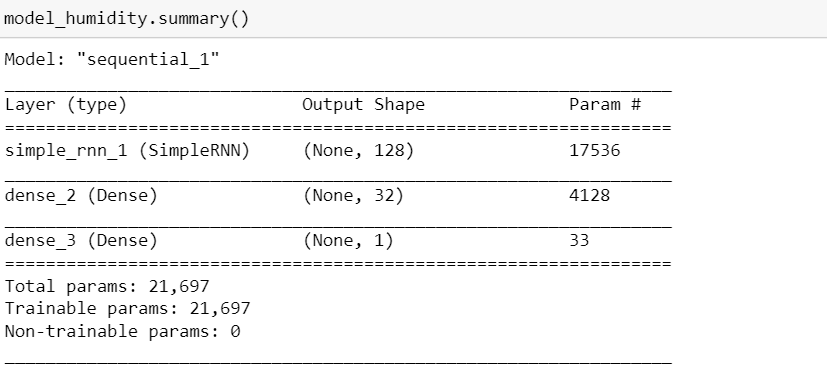 model_humidity.summary()
Model: "sequential_1"
_________________________________________________________________
Layer (type)                 Output Shape              Param #
=================================================================
simple_rnn_1 (SimpleRNN)     (None, 128)               17536
_________________________________________________________________
dense_2 (Dense)              (None, 32)                4128
_________________________________________________________________
dense_3 (Dense)              (None, 1)                 33
=================================================================
Total params: 21,697
Trainable params: 21,697
Non-trainable params: 0
_________________________________________________________________